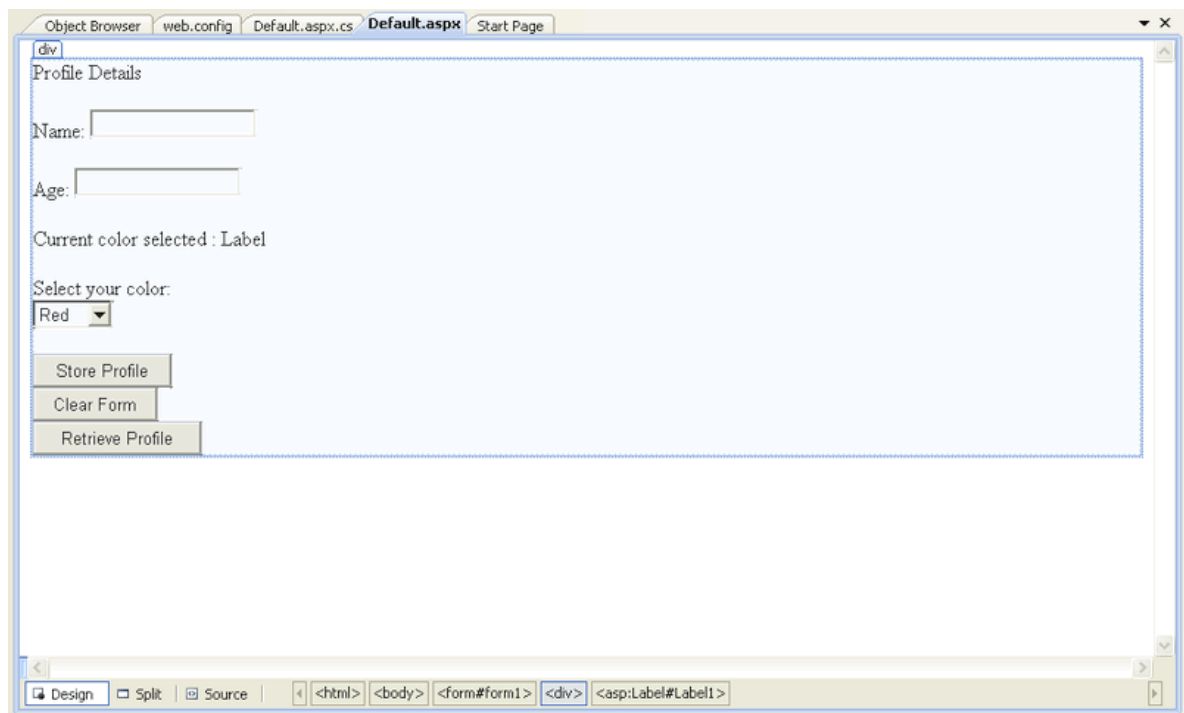 Object Browser web.config Default.aspx.cs Default.aspx Start Page
div
Profile Details
Name:
Age:
Current color selected : Label
Select your color:
Red
Store Profile
Clear Form
Retrieve Profile
Design Split Source <html> <body> <form#form1> <div> <asp:Label#Label1>